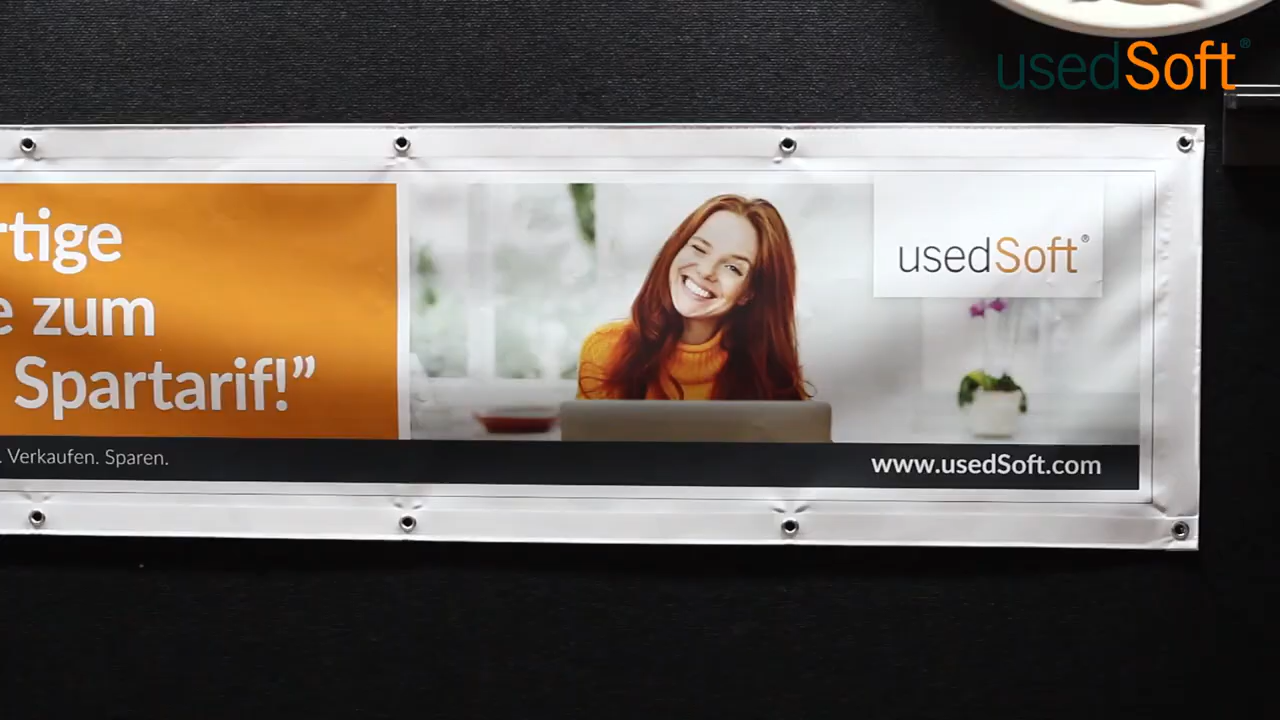 usedSoft®
rtige
usedSoft®
e zum
Spartarif!”
. Verkaufen. Sparen.
www.usedSoft.com